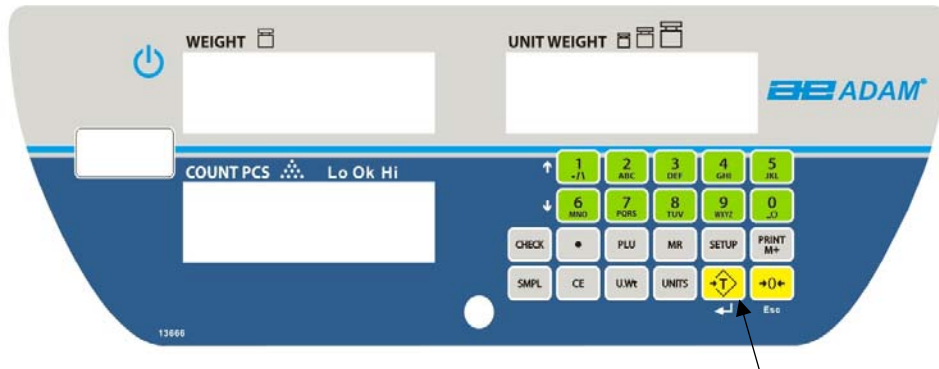 WEIGHT
UNIT WEIGHT
ae ADAM®
COUNT PCS Lo Ok Hi
↑ 1 2 3 4 5
./\ ABC DEF GHI JKL
↓ 6 7 8 9 0
MNO PQRS TUV WXYZ _O
CHECK • PLU MR SETUP PRINT M+
SMPL CE U.Wt UNITS →T →0←
↵ Esc
13666